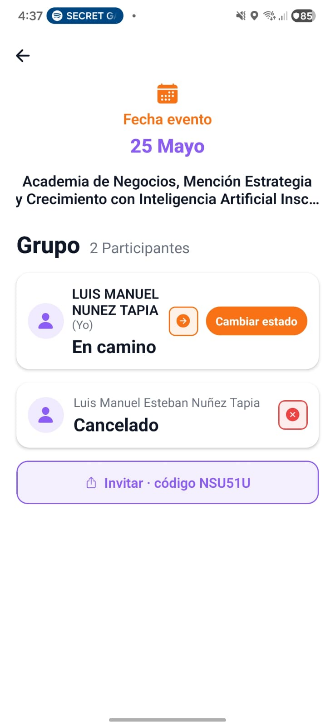 4:37 SECRET G 85
Fecha evento
25 Mayo
Academia de Negocios, Mención Estrategia
y Crecimiento con Inteligencia Artificial Insc...
Grupo 2 Participantes
LUIS MANUEL
NUNEZ TAPIA
(Yo)
En camino
Cambiar estado
Luis Manuel Esteban Nuñez Tapia
Cancelado
Invitar · código NSU51U